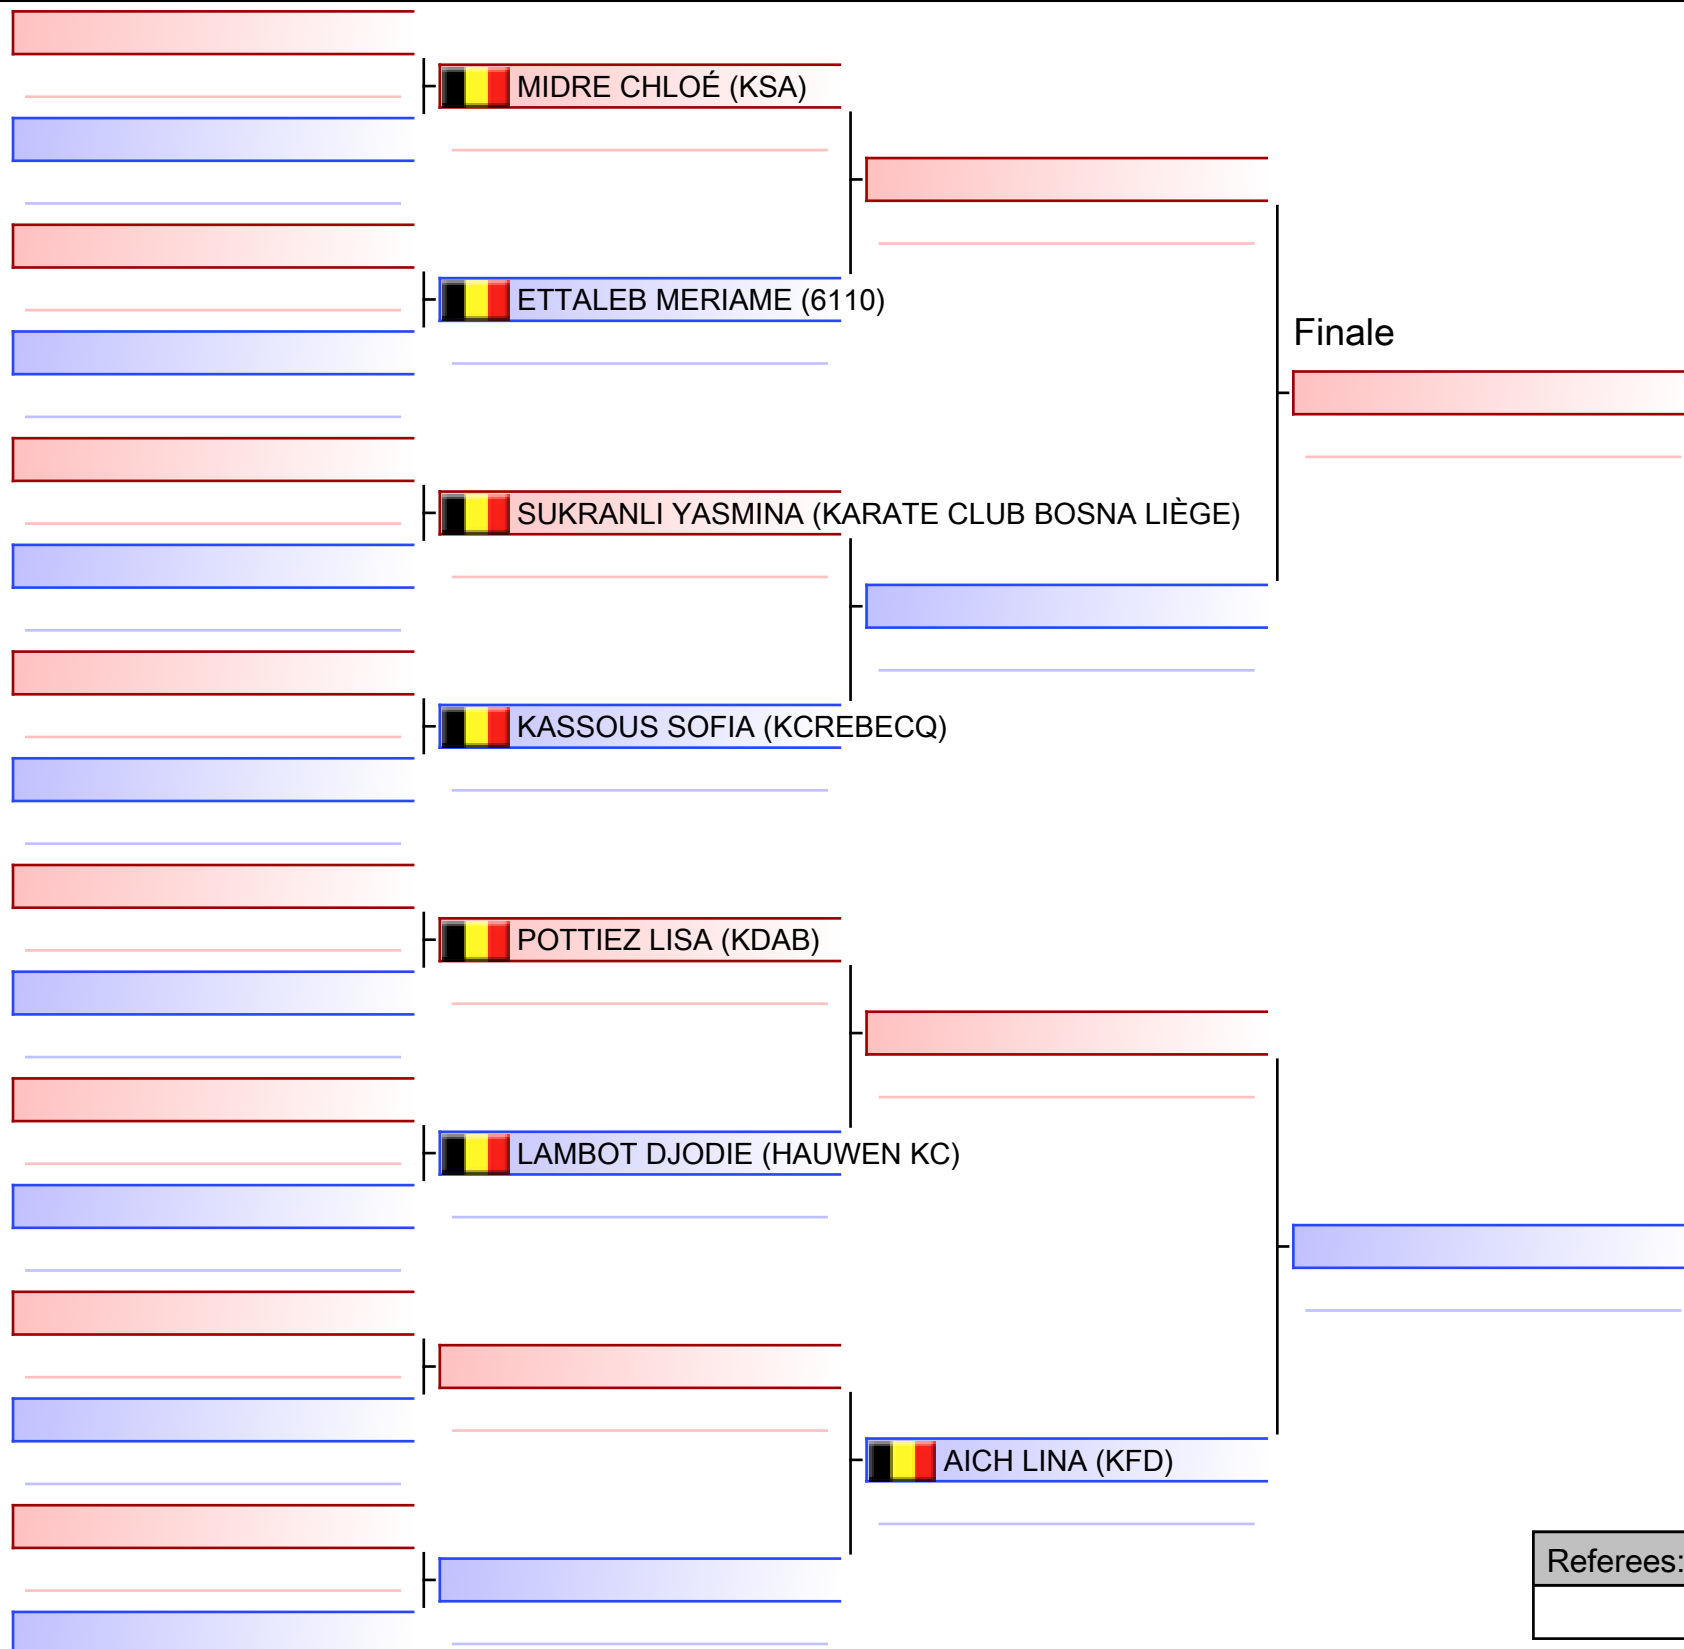 MIDRE CHLOÉ (KSA)
ETTALEB MERIAME (6110)
Finale
SUKRANLI YASMINA (KARATE CLUB BOSNA LIÈGE)
KASSOUS SOFIA (KCREBECQ)
POTTIEZ LISA (KDAB)
LAMBOT DJODIE (HAUWEN KC)
AICH LINA (KFD)
Referees: